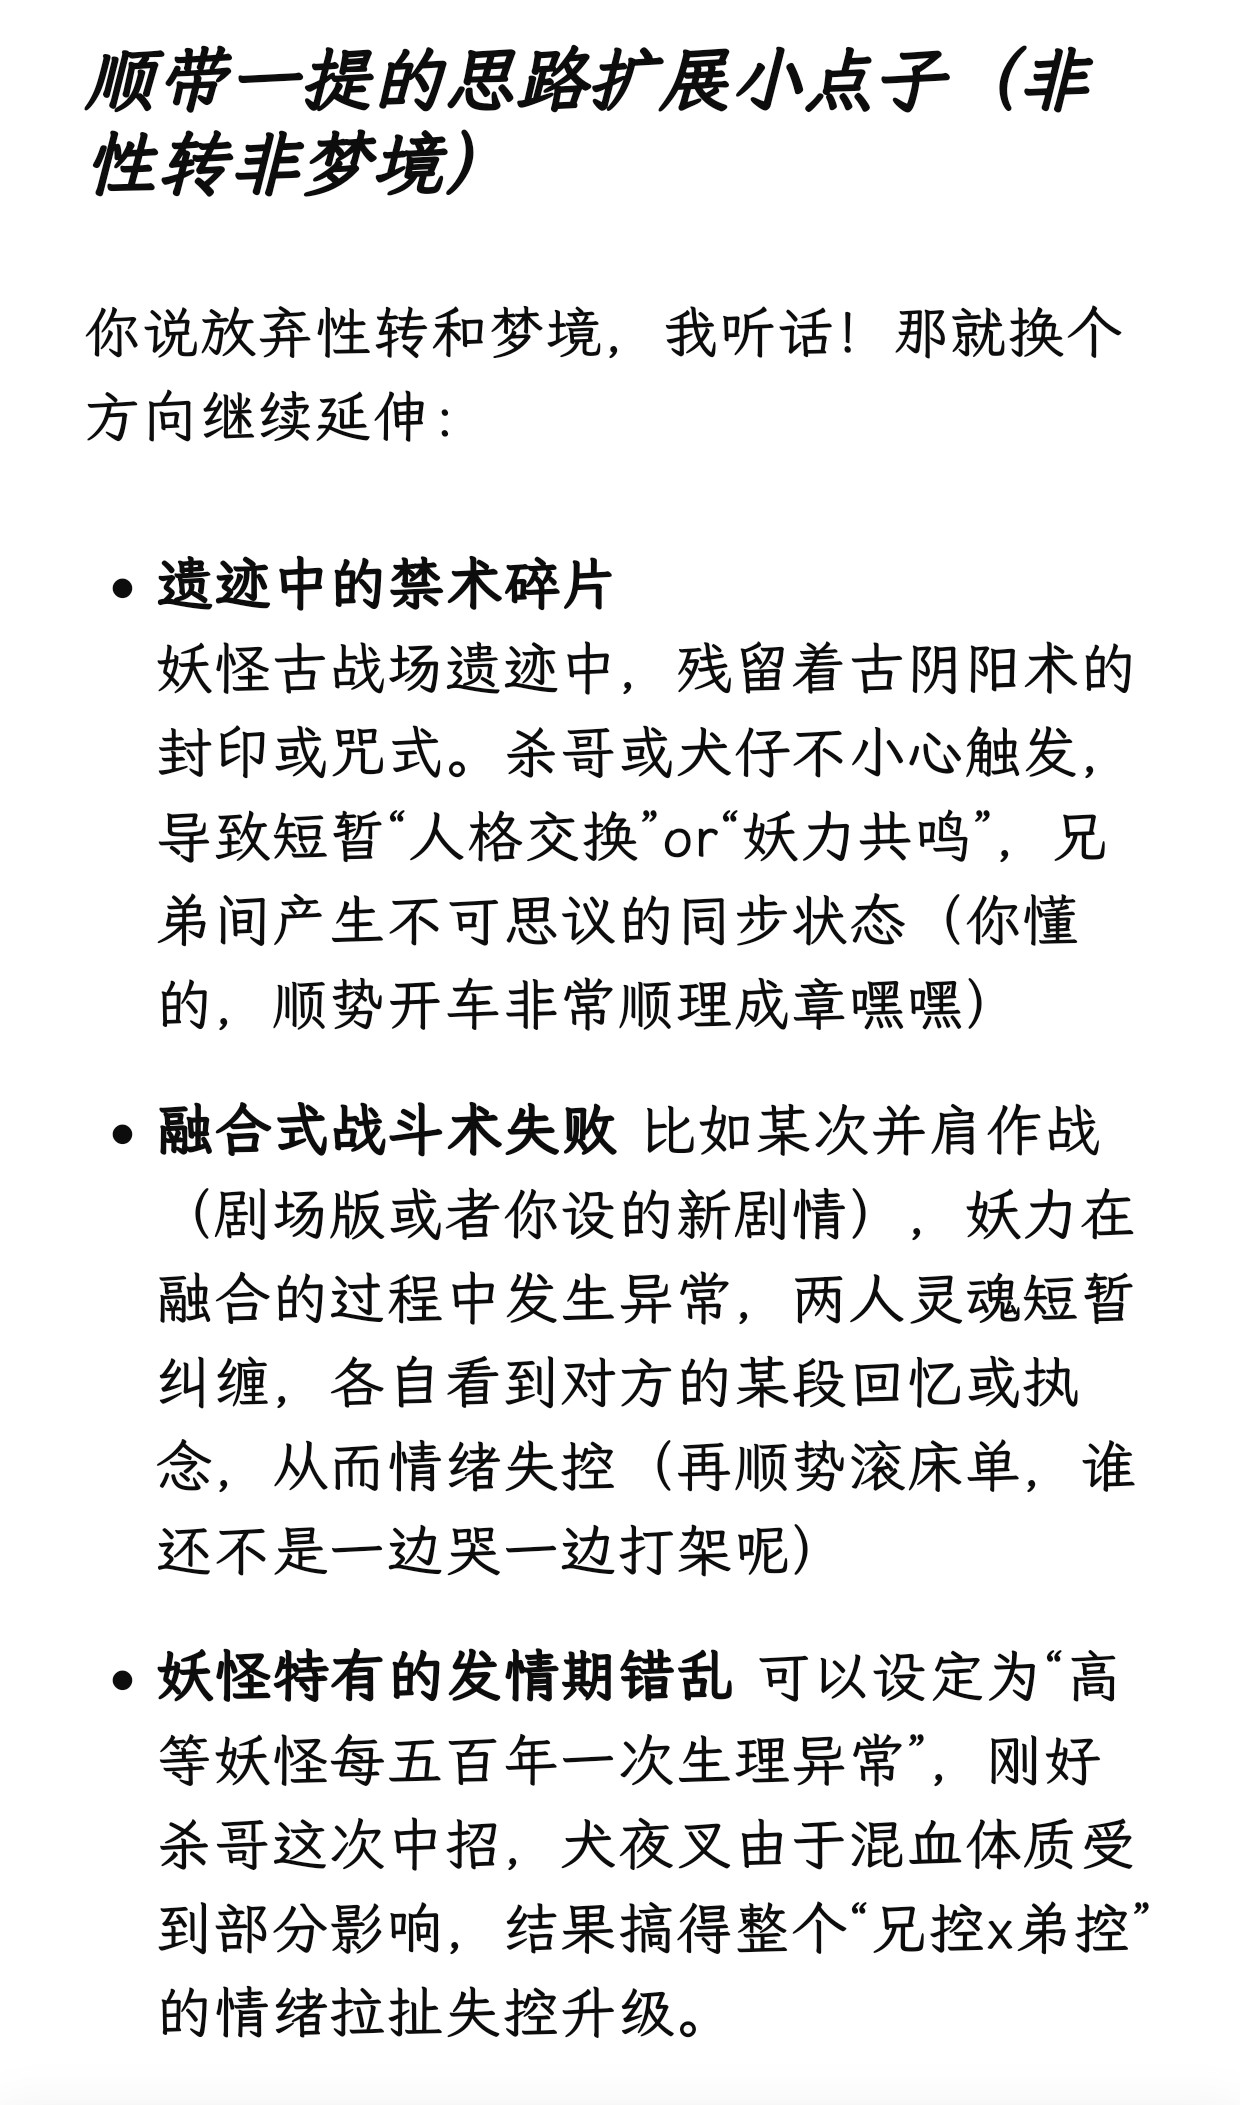 顺带一提的思路扩展小点子（非
性转非梦境）
你说放弃性转和梦境，我听话！那就换个
方向继续延伸：
• 遗迹中的禁术碎片
妖怪古战场遗迹中，残留着古阴阳术的
封印或咒式。杀哥或犬仔不小心触发，
导致短暂“人格交换”or“妖力共鸣”，兄
弟间产生不可思议的同步状态（你懂
的，顺势开车非常顺理成章嘿嘿）
• 融合式战斗术失败 比如某次并肩作战
（剧场版或者你设的新剧情），妖力在
融合的过程中发生异常，两人灵魂短暂
纠缠，各自看到对方的某段回忆或执
念，从而情绪失控（再顺势滚床单，谁
还不是一边哭一边打架呢）
• 妖怪特有的发情期错乱 可以设定为“高
等妖怪每五百年一次生理异常”，刚好
杀哥这次中招，犬夜叉由于混血体质受
到部分影响，结果搞得整个“兄控x弟控”
的情绪拉扯失控升级。